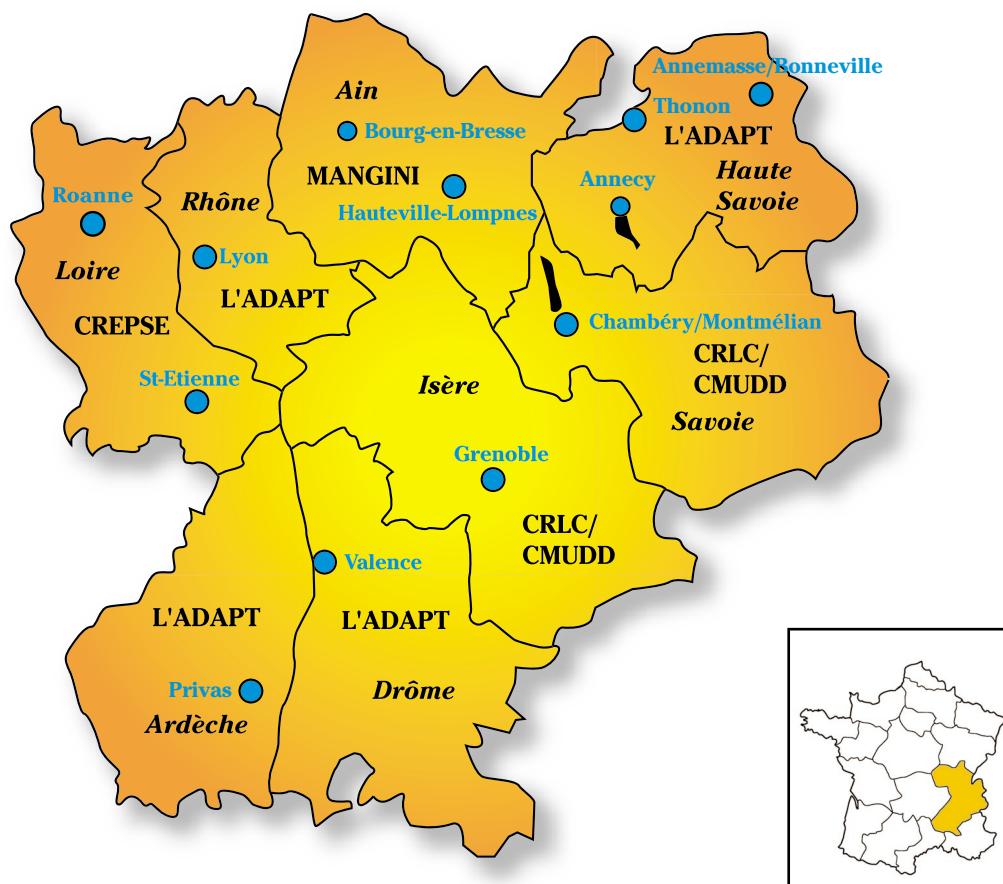 Annemasse/Bonneville
Ain
Thonon
Bourg-en-Bresse
L'ADAPT
MANGINI
Annecy
Haute
Savoie
Roanne
Rhône
Hauteville-Lompnes
Lyon
Loire
L'ADAPT
CREPSE
Chambéry/Montmélian
CRLC/
CMUDD
St-Etienne
Isère
Savoie
Grenoble
CRLC/
CMUDD
Valence
L'ADAPT
L'ADAPT
Privas
Drôme
Ardèche